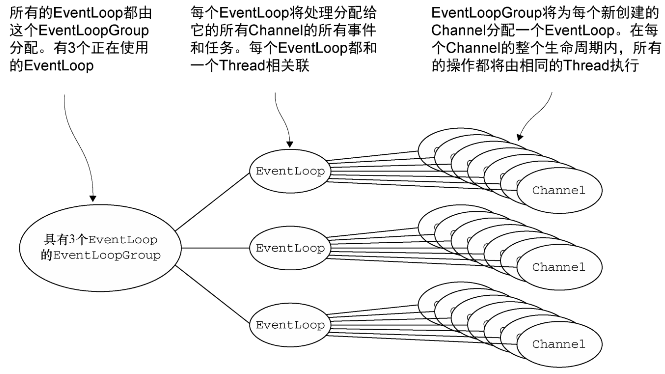 所有的EventLoop都由
这个EventLoopGroup
分配。有3个正在使用
的EventLoop
每个EventLoop将处理分配给
它的所有Channel的所有事件
和任务。每个EventLoop都和
一个Thread相关联
EventLoopGroup将为每个新创建的
Channel分配一个EventLoop。在每
个Channel的整个生命周期内，所有
的操作都将由相同的Thread执行
具有3个EventLoop
的EventLoopGroup
EventLoop
Channel
EventLoop
Channel
EventLoop
Channel